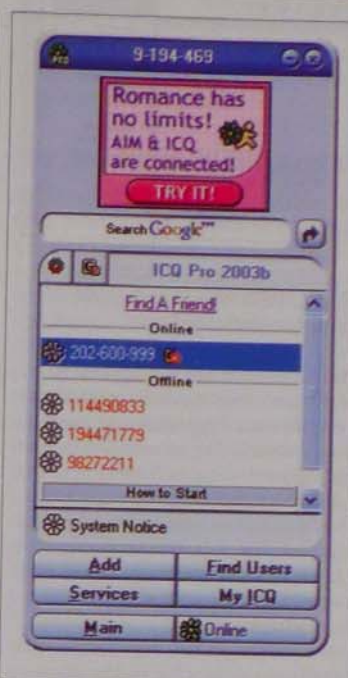 9-194-469
Romance has
no limits!
AIM & ICQ
are connected!
TRY IT!
Search Google
ICQ Pro 2003b
Find A Friend!
Online
202-600-999
Offline
114490833
194471779
98272211
How to Start
System Notice
Add Find Users
Services My ICQ
Main Online